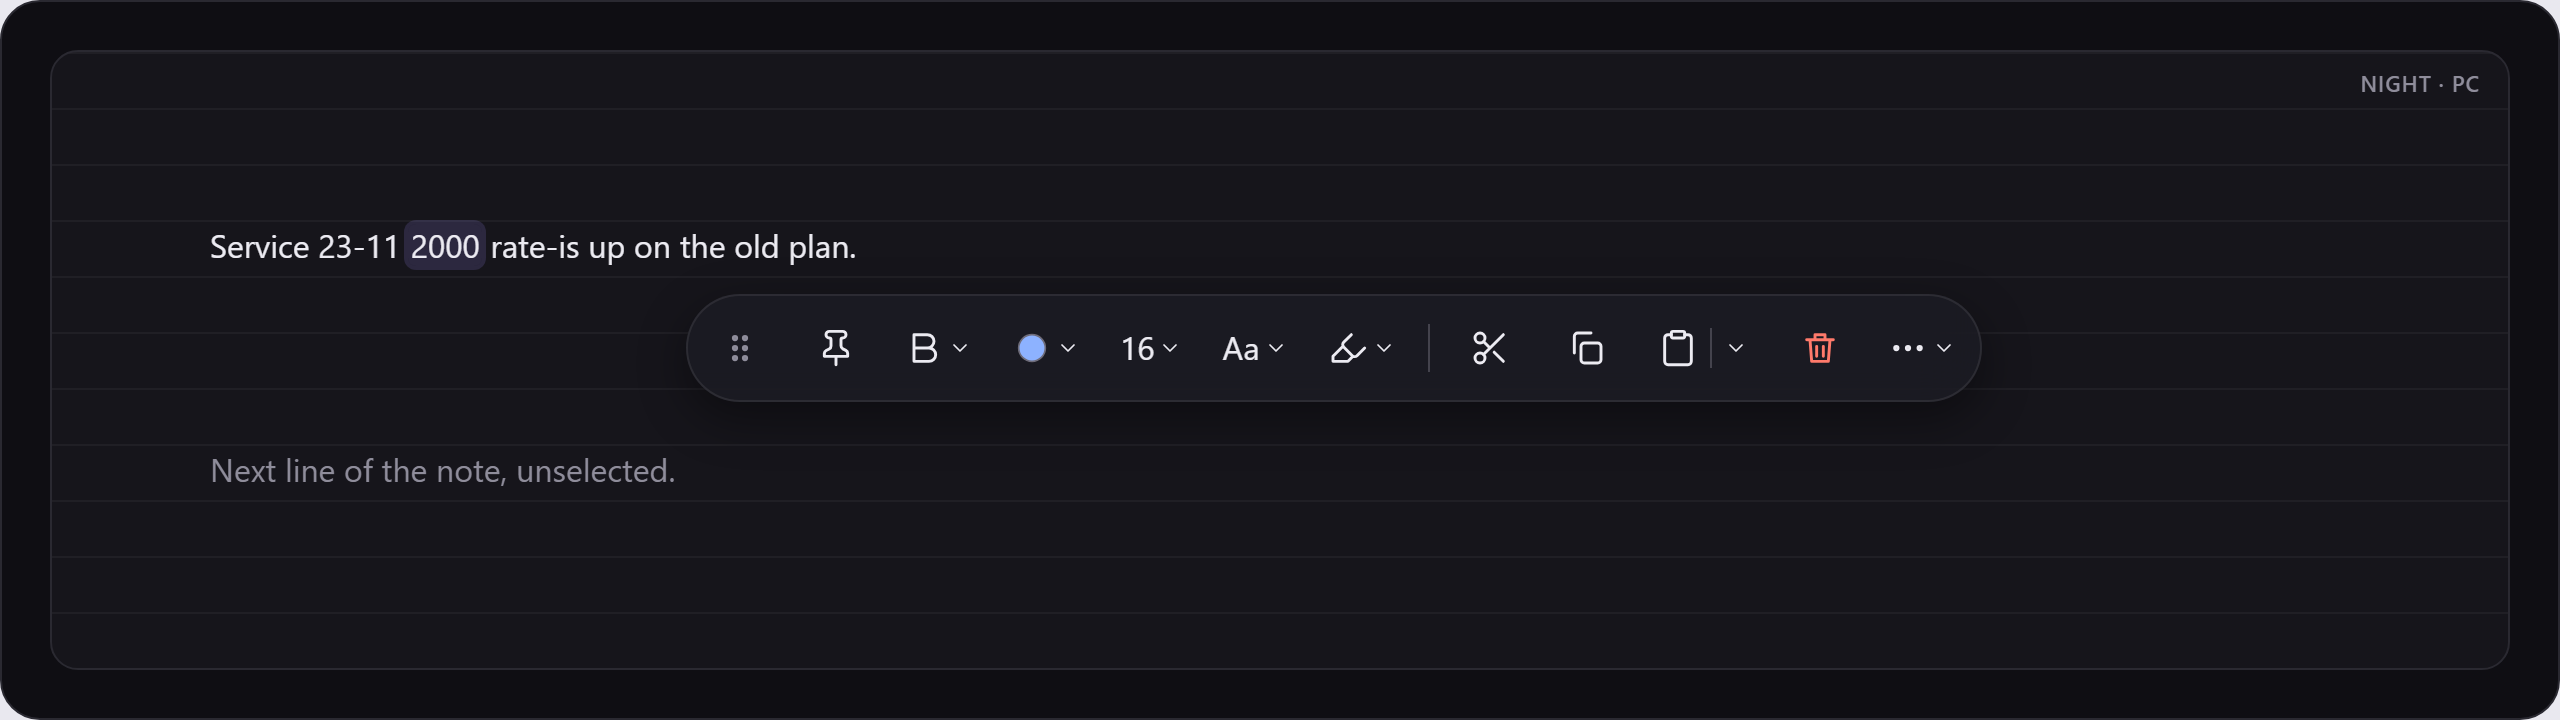 NIGHT · PC
Service 23-11 2000 rate-is up on the old plan.
B 16 Aa
Next line of the note, unselected.